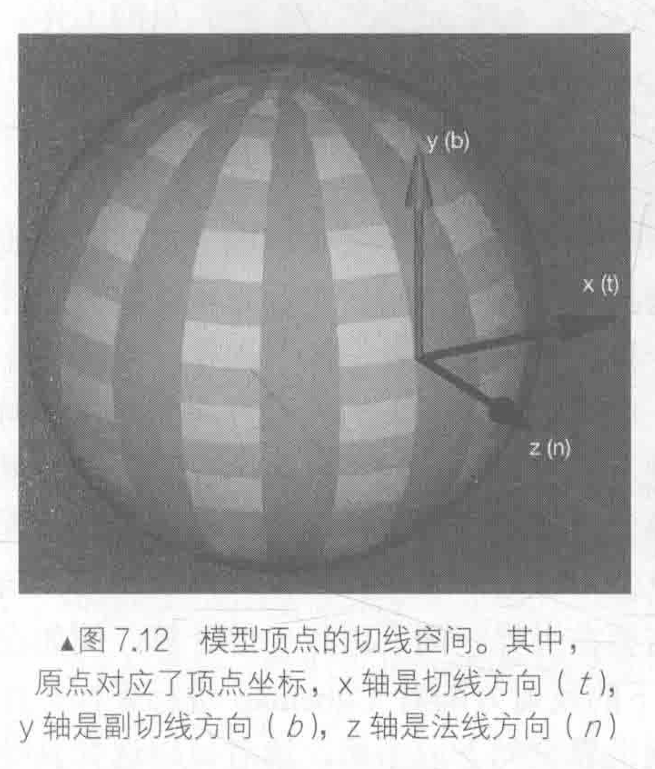 y (b)
x (t)
z (n)
▲图 7.12 模型顶点的切线空间。其中，
原点对应了顶点坐标，x 轴是切线方向（t），
y 轴是副切线方向（b），z 轴是法线方向（n）